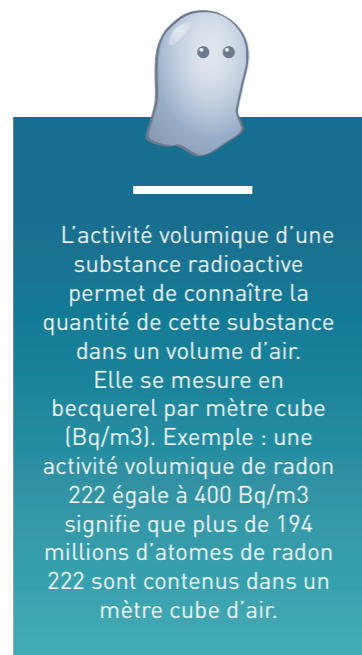 L’activité volumique d’une
substance radioactive
permet de connaître la
quantité de cette substance
dans un volume d’air.
Elle se mesure en
becquerel par mètre cube
(Bq/m3). Exemple : une
activité volumique de radon
222 égale à 400 Bq/m3
signifie que plus de 194
millions d’atomes de radon
222 sont contenus dans un
mètre cube d’air.